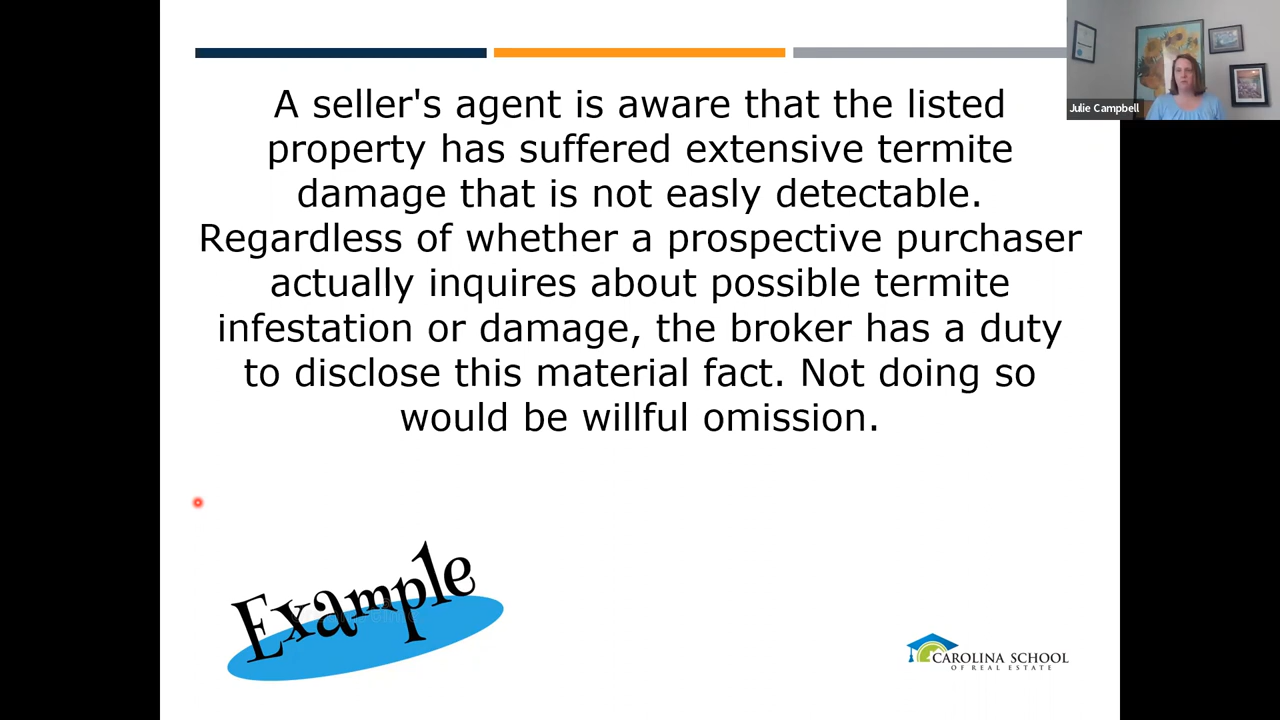 A seller's agent is aware that the listed
property has suffered extensive termite
damage that is not easly detectable.
Regardless of whether a prospective purchaser
actually inquires about possible termite
infestation or damage, the broker has a duty
to disclose this material fact. Not doing so
would be willful omission.
Julie Campbell
Example
CAROLINA SCHOOL
OF REAL ESTATE